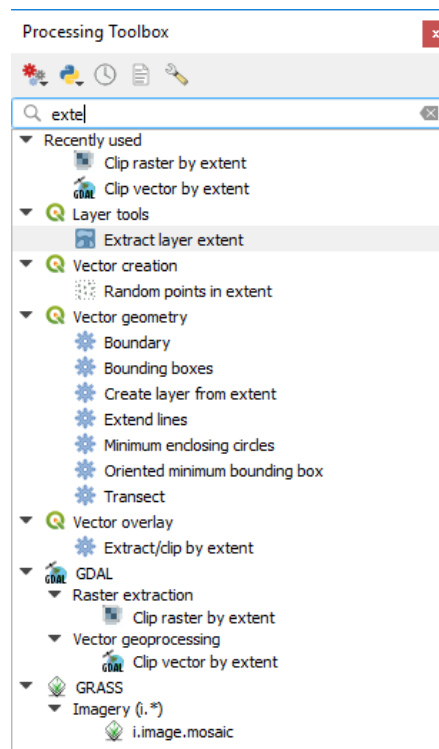 Processing Toolbox
x
exte
Recently used
Clip raster by extent
GDAL Clip vector by extent
Layer tools
Extract layer extent
Vector creation
Random points in extent
Vector geometry
Boundary
Bounding boxes
Create layer from extent
Extend lines
Minimum enclosing circles
Oriented minimum bounding box
Transect
Vector overlay
Extract/clip by extent
GDAL GDAL
Raster extraction
Clip raster by extent
Vector geoprocessing
GDAL Clip vector by extent
GRASS
Imagery (i.*)
i.image.mosaic